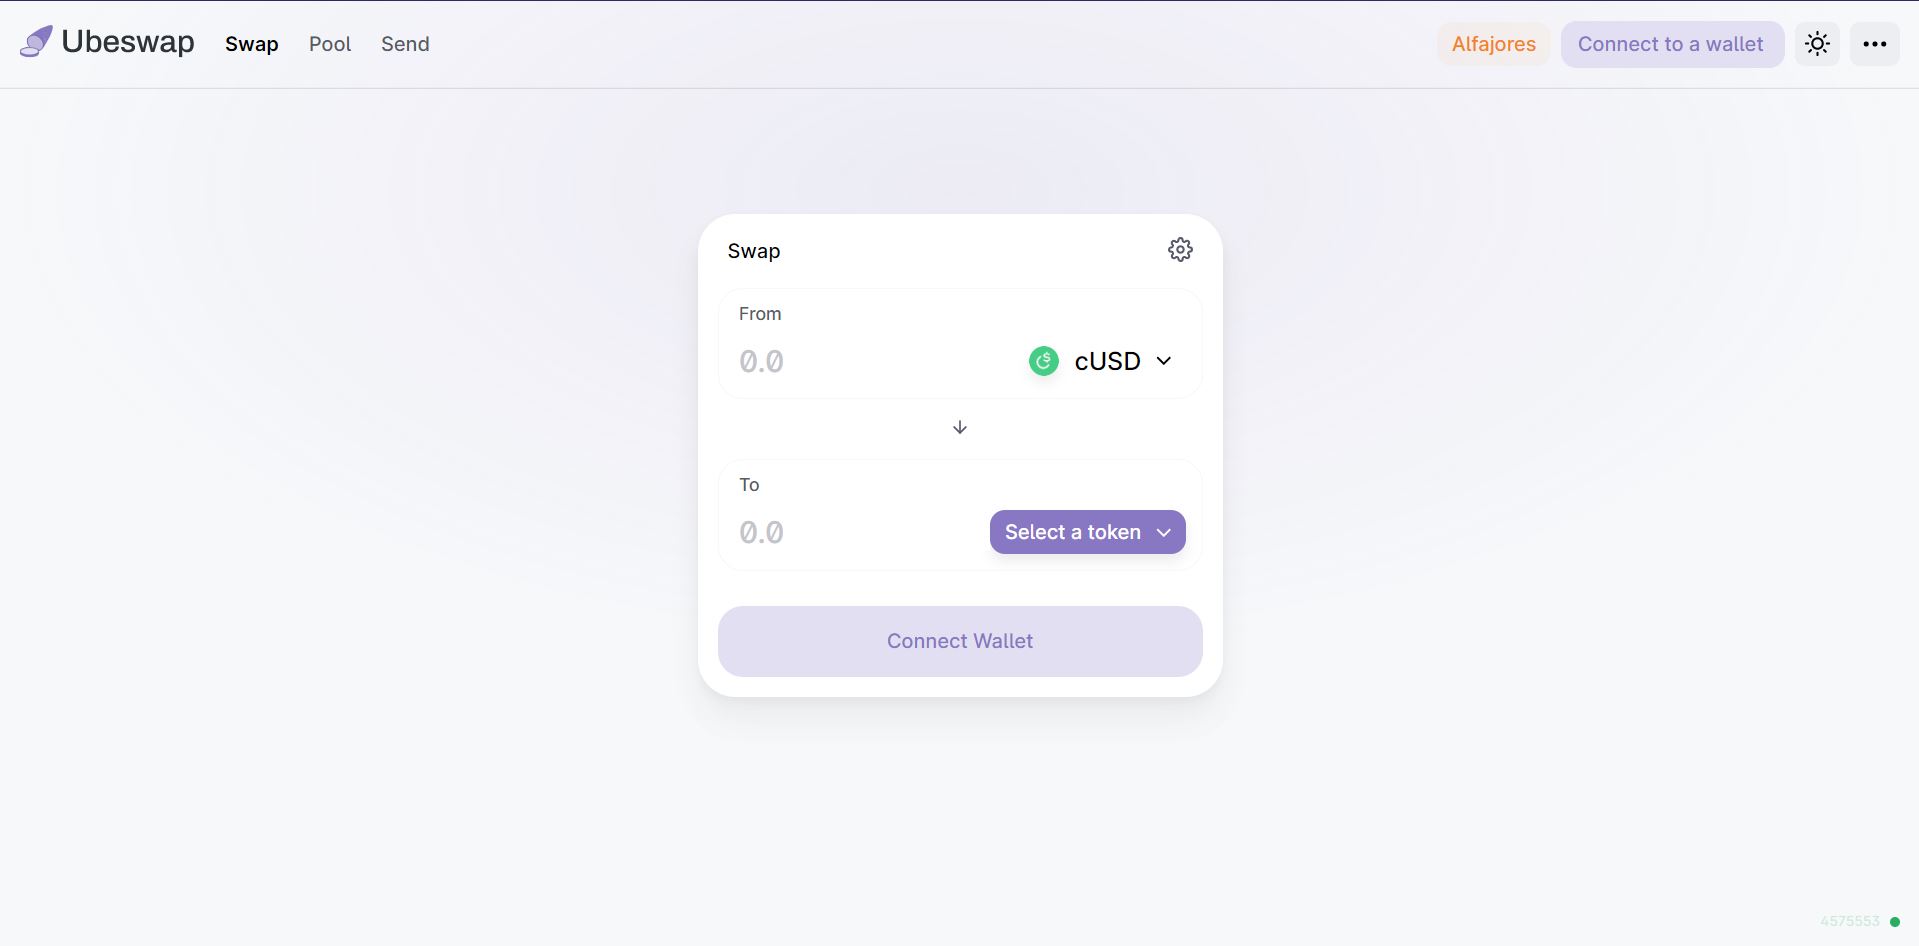 Ubeswap
Swap
Pool
Send
Alfajores
Connect to a wallet
Swap
From
0.0
cUSD
To
0.0
Select a token
Connect Wallet
4575553